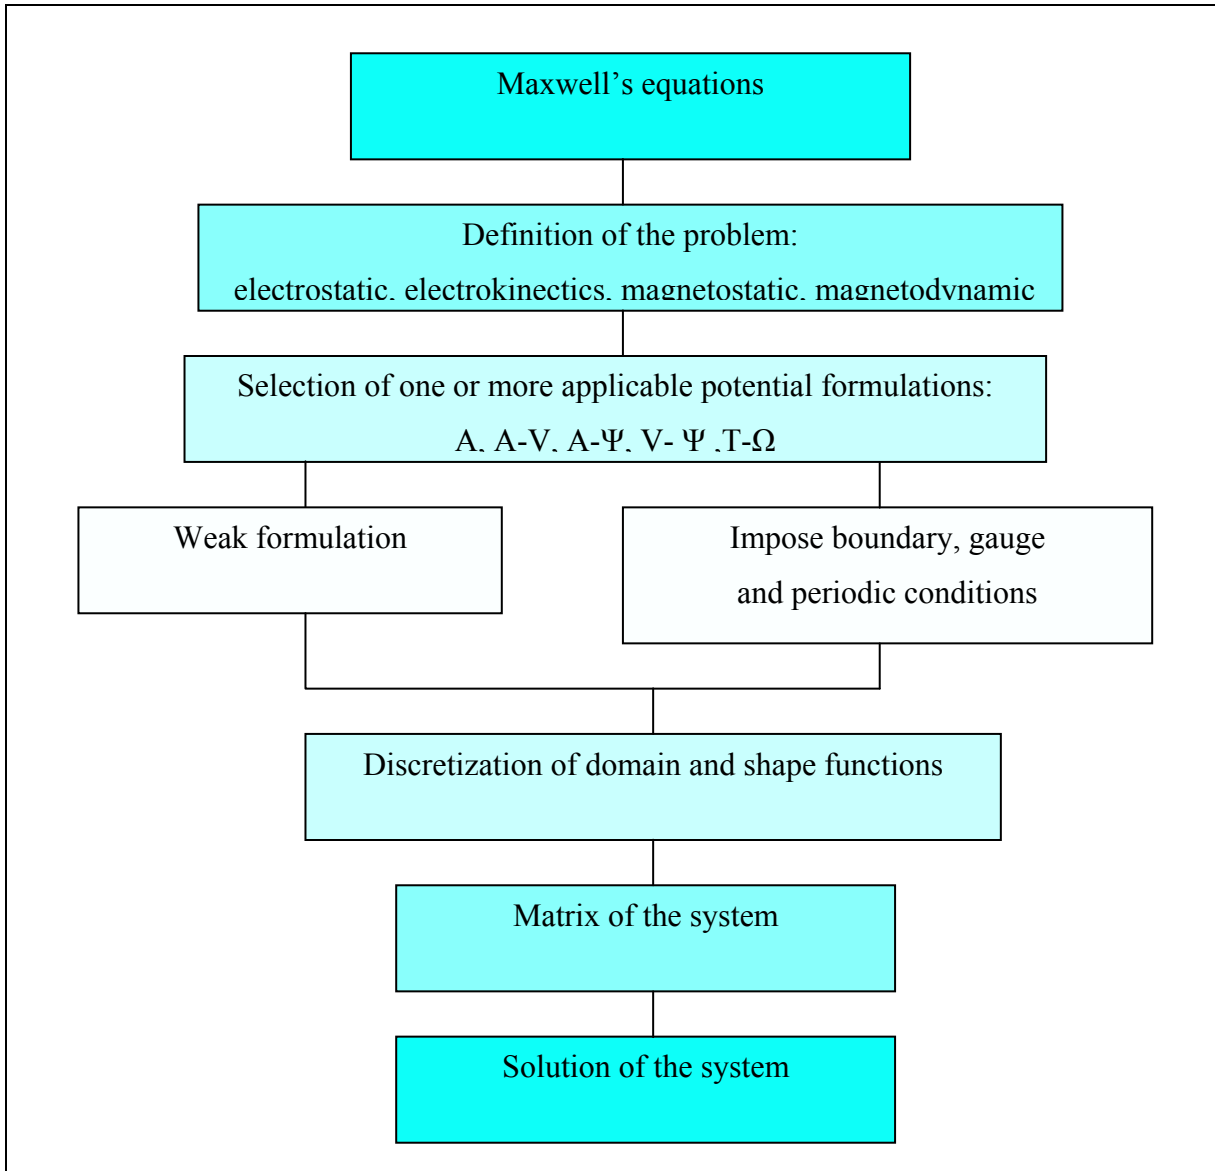 Maxwell's equations
Definition of the problem:
electrostatic, electrokinectics, magnetostatic, magnetodynamic
Selection of one or more applicable potential formulations:
A, A-V, A-Ψ, V- Ψ ,T-Ω
Weak formulation
Impose boundary, gauge
and periodic conditions
Discretization of domain and shape functions
Matrix of the system
Solution of the system